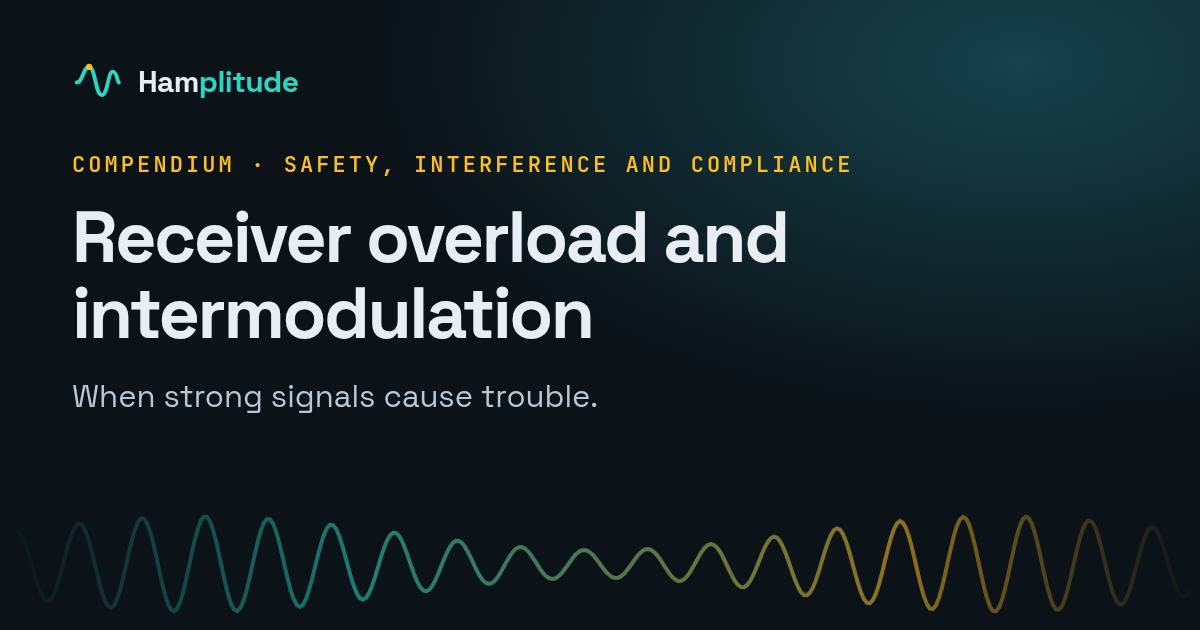 Hamplitude
COMPENDIUM · SAFETY, INTERFERENCE AND COMPLIANCE
Receiver overload and
intermodulation
When strong signals cause trouble.